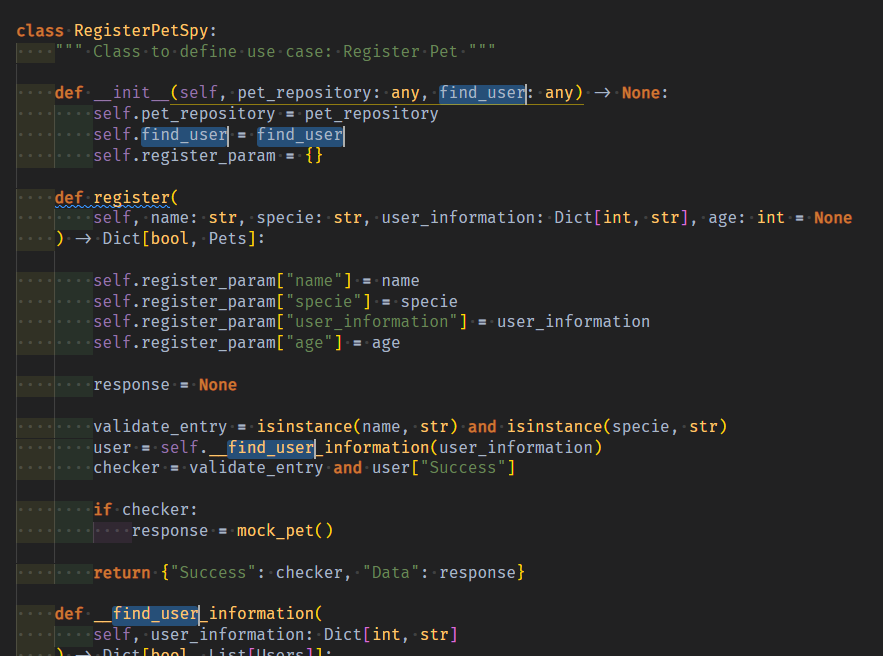 class RegisterPetSpy:
    """ Class to define use case: Register Pet """

    def __init__(self, pet_repository: any, find_user: any) -> None:
        self.pet_repository = pet_repository
        self.find_user = find_user
        self.register_param = {}

    def register(
        self, name: str, specie: str, user_information: Dict[int, str], age: int = None
    ) -> Dict[bool, Pets]:

        self.register_param["name"] = name
        self.register_param["specie"] = specie
        self.register_param["user_information"] = user_information
        self.register_param["age"] = age

        response = None

        validate_entry = isinstance(name, str) and isinstance(specie, str)
        user = self.__find_user_information(user_information)
        checker = validate_entry and user["Success"]

        if checker:
            response = mock_pet()

        return {"Success": checker, "Data": response}

    def __find_user_information(
        self, user_information: Dict[int, str]
    ) -> Dict[bool, List[Users]]: